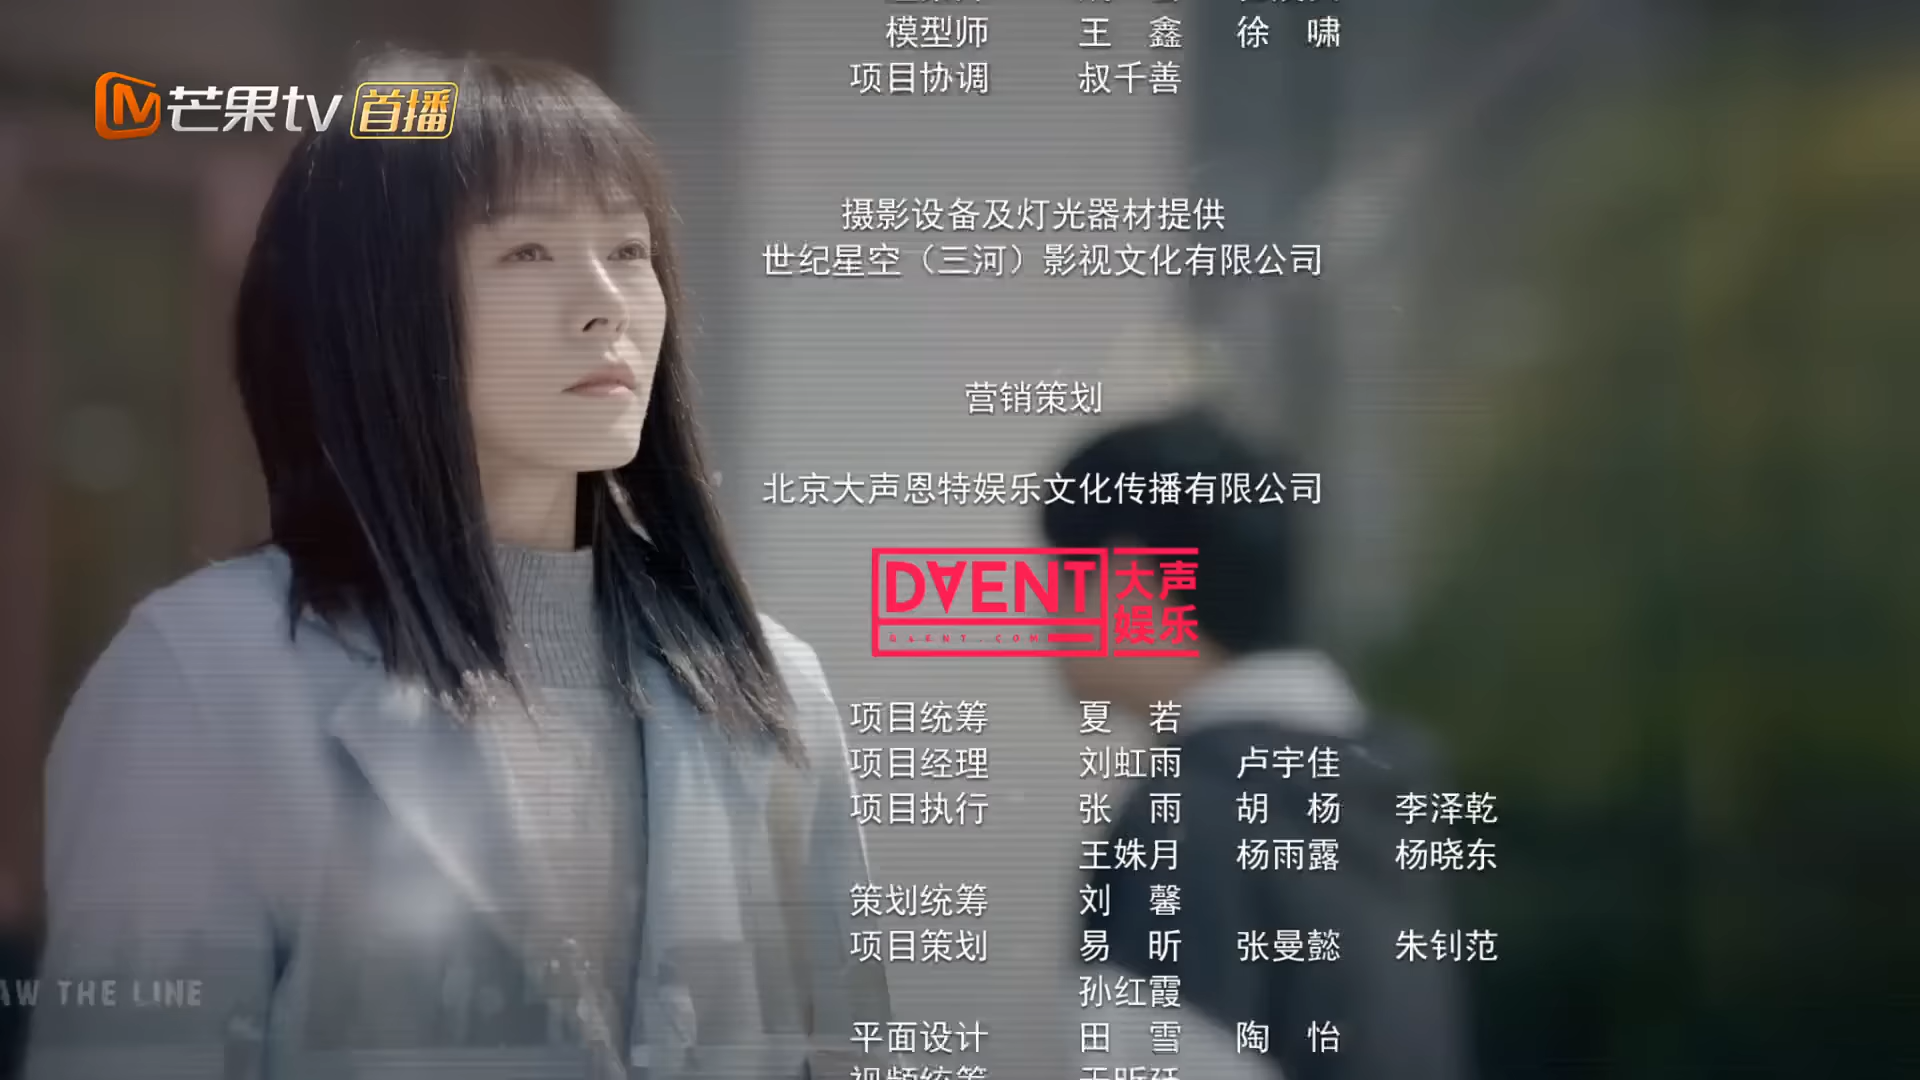 模型师 王鑫 徐啸
项目协调 叔千善
芒果tv 首播
摄影设备及灯光器材提供
世纪星空（三河）影视文化有限公司
营销策划
北京大声恩特娱乐文化传播有限公司
DAENT 大声娱乐
DAENT.COM
项目统筹 夏若
项目经理 刘虹雨 卢宇佳
项目执行 张雨 胡杨 李泽乾
王姝月 杨雨露 杨晓东
策划统筹 刘馨
项目策划 易昕 张曼懿 朱钊范
孙红霞
AW THE LINE
平面设计 田雪 陶怡